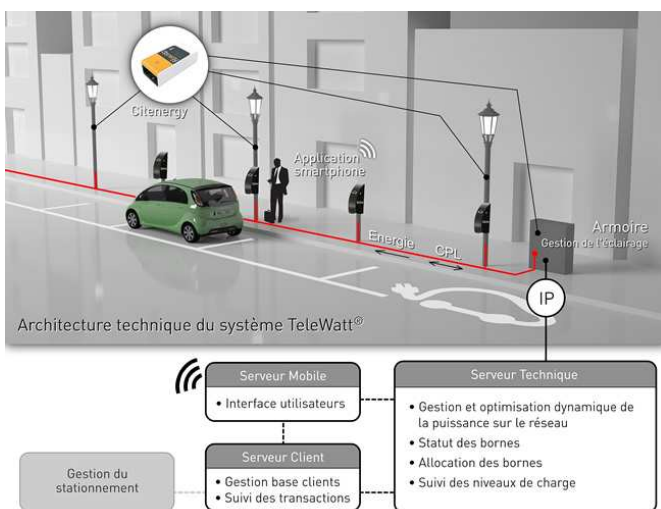 Citenergy
Application
smartphone
Energie
CPL
Armoire
Gestion de l'éclairage
IP
Architecture technique du système TeleWatt®
Serveur Mobile
• Interface utilisateurs
Serveur Technique
• Gestion et optimisation dynamique de
la puissance sur le réseau
• Statut des bornes
• Allocation des bornes
• Suivi des niveaux de charge
Serveur Client
• Gestion base clients
• Suivi des transactions
Gestion du
stationnement